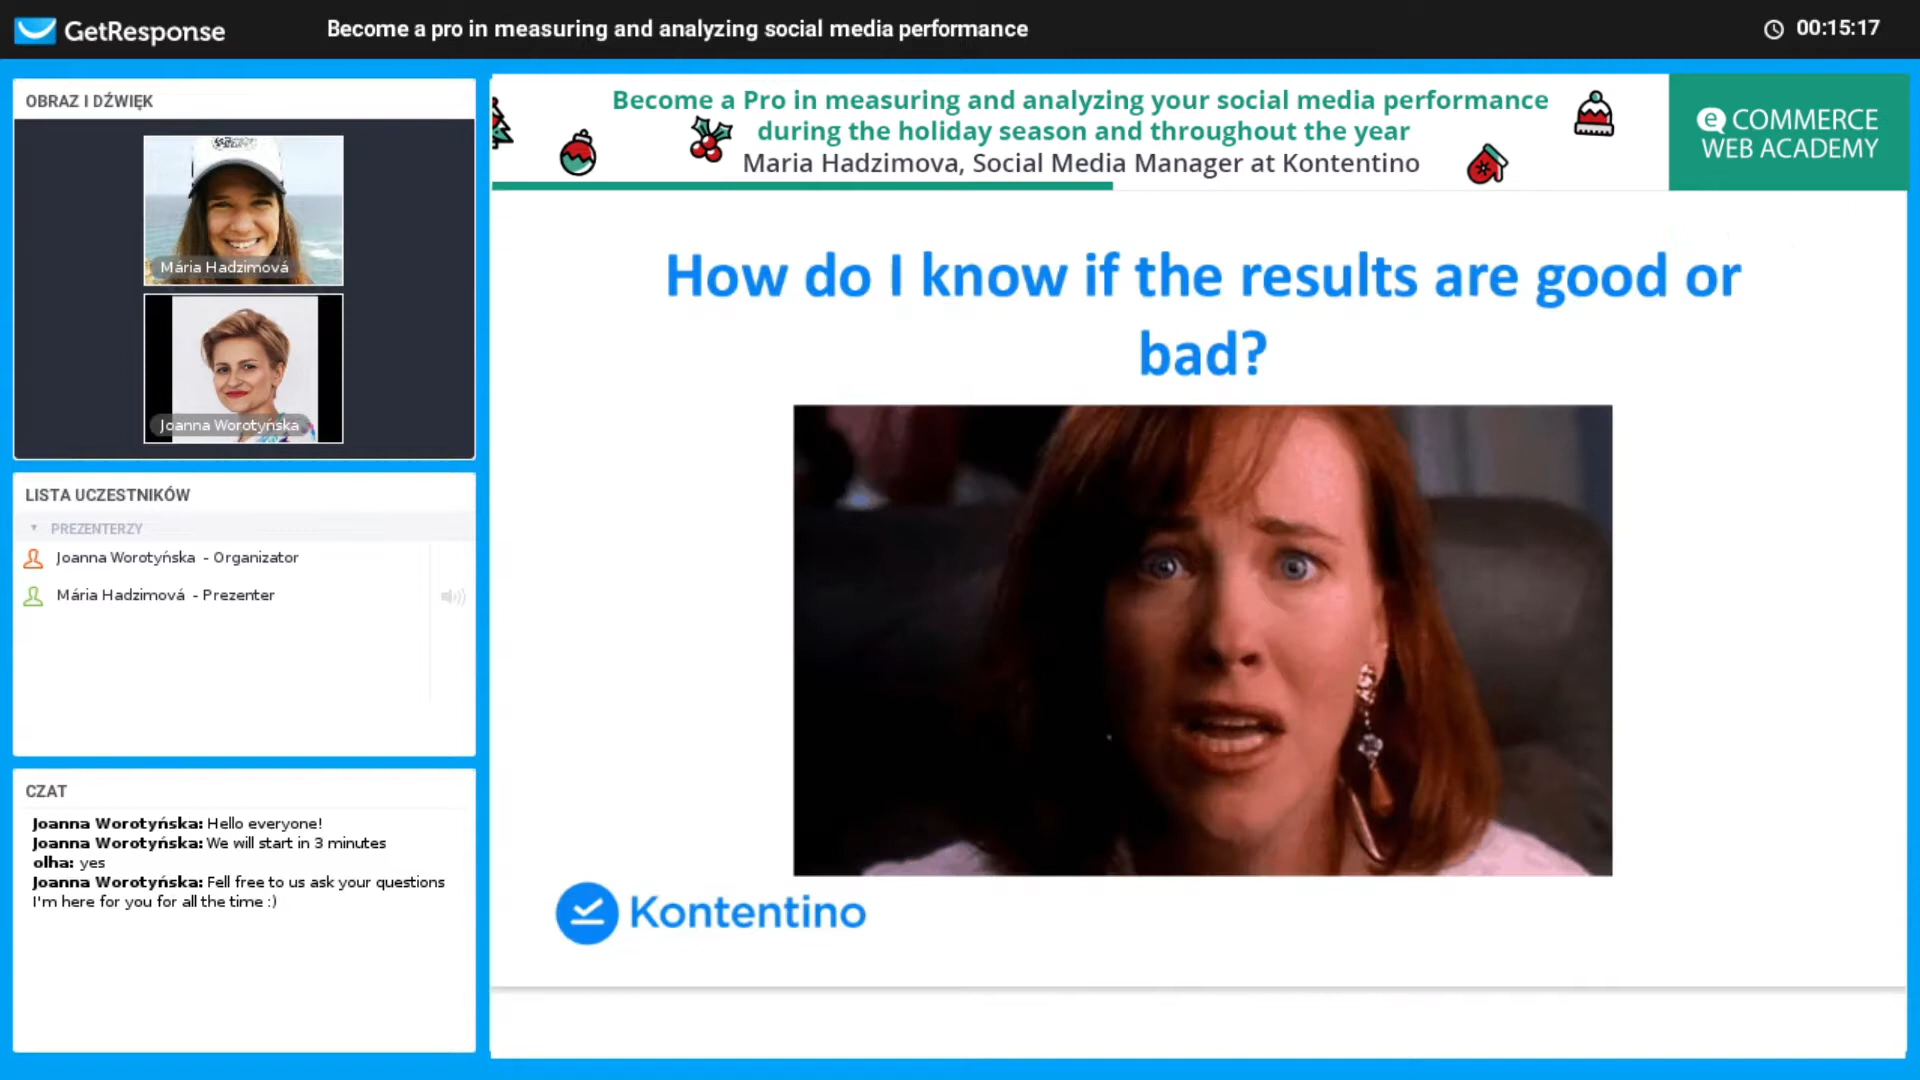 GetResponse
Become a pro in measuring and analyzing social media performance
00:15:17
OBRAZ I DŹWIĘK
Mária Hadzimová
Joanna Worotyńska
LISTA UCZESTNIKÓW
PREZENTERZY
Joanna Worotyńska - Organizator
Mária Hadzimová - Prezenter
CZAT
Joanna Worotyńska: Hello everyone!
Joanna Worotyńska: We will start in 3 minutes
olha: yes
Joanna Worotyńska: Fell free to us ask your questions
I'm here for you for all the time :)
Become a Pro in measuring and analyzing your social media performance
during the holiday season and throughout the year
Maria Hadzimova, Social Media Manager at Kontentino
e COMMERCE
WEB ACADEMY
How do I know if the results are good or
bad?
Kontentino